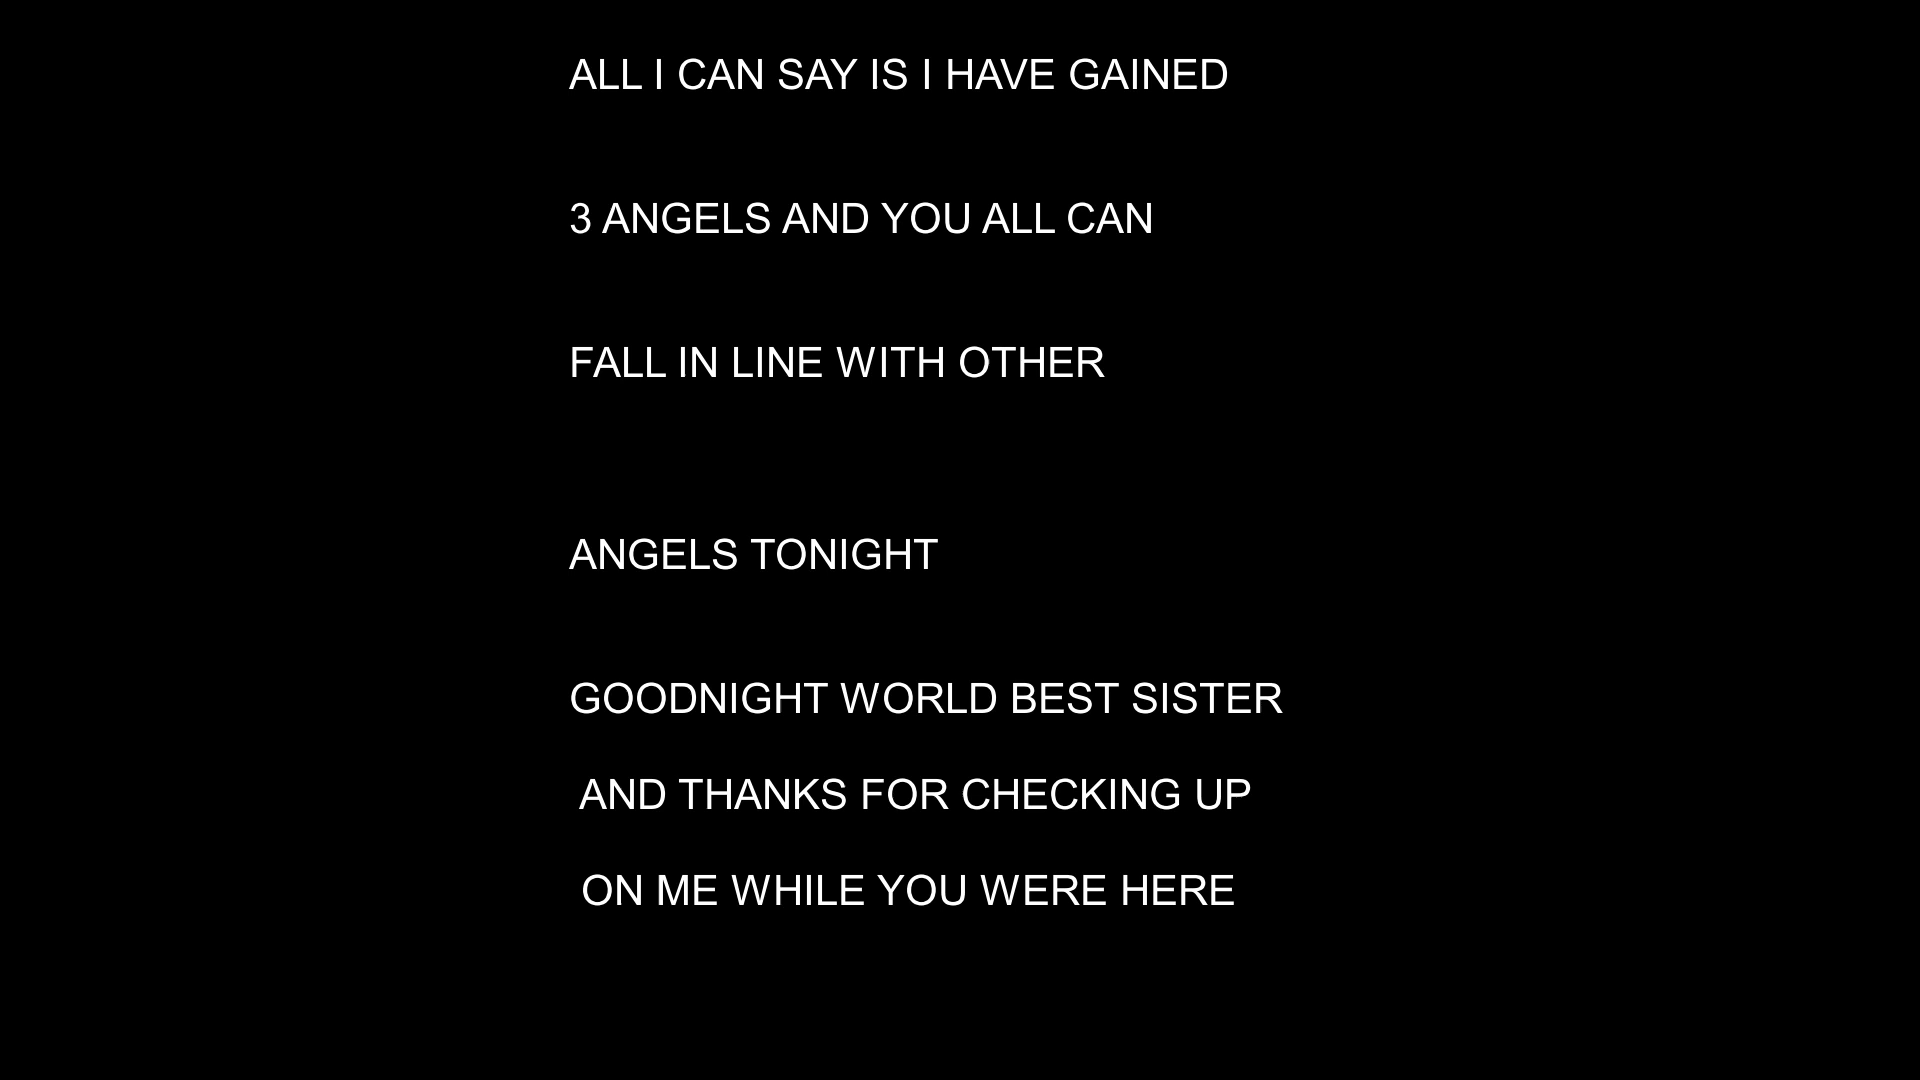 ALL I CAN SAY IS I HAVE GAINED
3 ANGELS AND YOU ALL CAN
FALL IN LINE WITH OTHER
ANGELS TONIGHT
GOODNIGHT WORLD BEST SISTER
AND THANKS FOR CHECKING UP
ON ME WHILE YOU WERE HERE